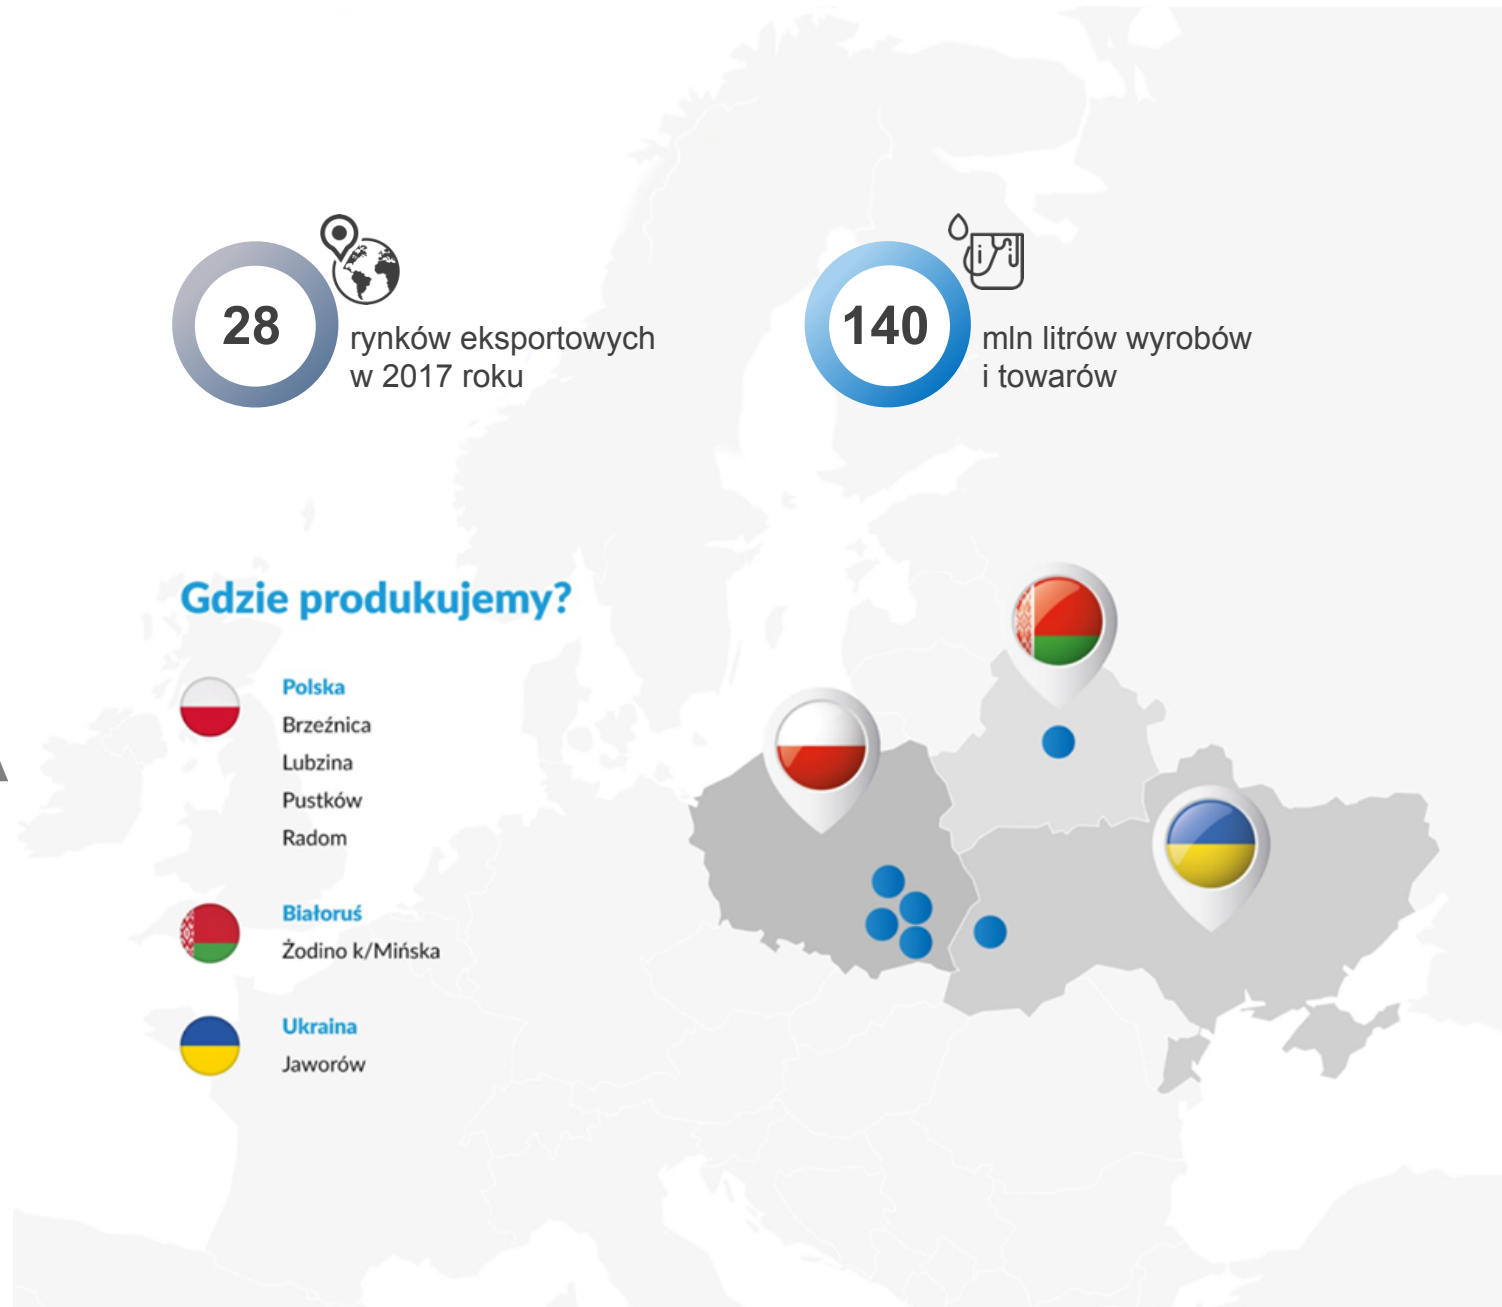 28
rynków eksportowych
w 2017 roku
140
mln litrów wyrobów
i towarów
Gdzie produkujemy?
Polska
Brzeźnica
Lubzina
Pustków
Radom
Białoruś
Żodino k/Mińska
Ukraina
Jaworów